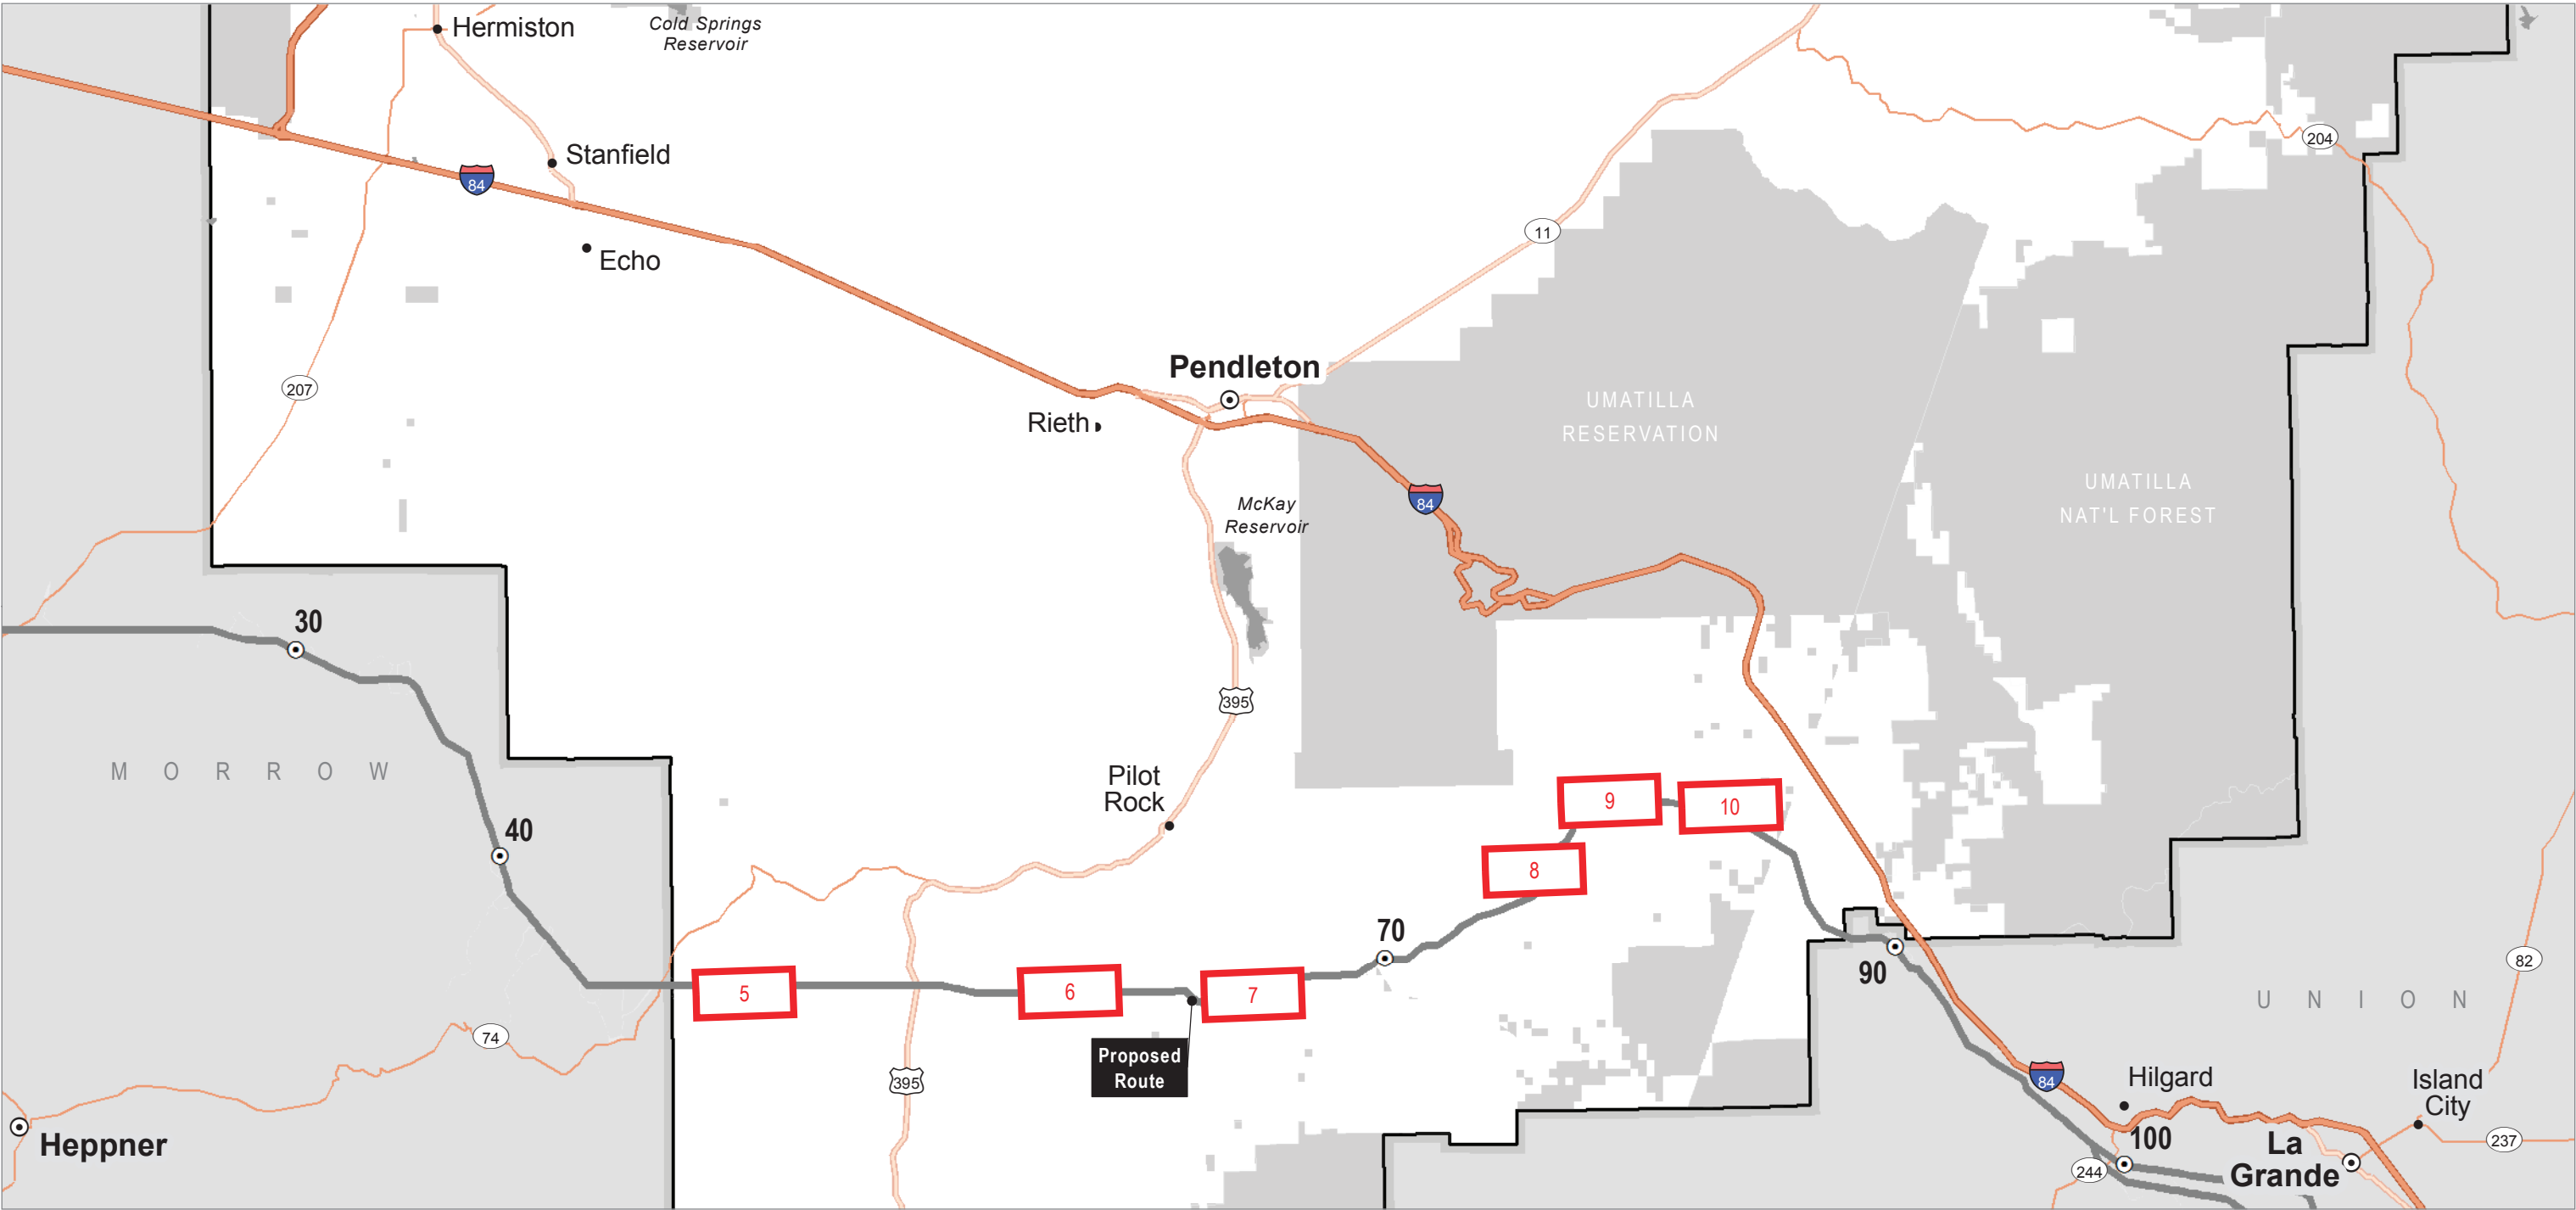 Hermiston
Cold Springs
Reservoir
204
Stanfield
84
11
Echo
Pendleton
207
Rieth
UMATILLA
RESERVATION
UMATILLA
NAT'L FOREST
84
McKay
Reservoir
30
395
MORROW
Pilot
Rock
9
10
40
8
70
90
82
5
6
7
UNION
74
Proposed
Route
395
84
Hilgard
Island
City
Heppner
100
La
Grande
237
244